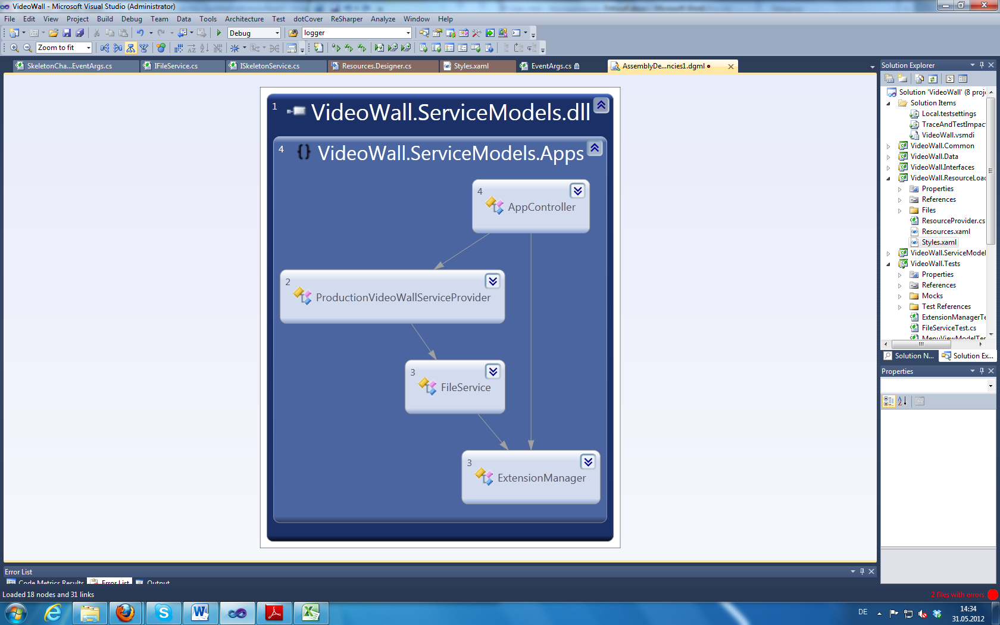 VideoWall - Microsoft Visual Studio (Administrator)
File Edit View Project Build Debug Team Data Tools Architecture Test dotCover ReSharper Analyze Window Help
Debug logger
Zoom to fit
SkeletonCha...EventArgs.cs IFileService.cs ISkeletonService.cs Resources.Designer.cs Styles.xaml EventArgs.cs AssemblyDe...ncies1.dgml
1 VideoWall.ServiceModels.dll
4 {} VideoWall.ServiceModels.Apps
4 AppController
2 ProductionVideoWallServiceProvider
3 FileService
3 ExtensionManager
Solution Explorer
Solution 'VideoWall' (8 proj
Solution Items
Local.testsettings
TraceAndTestImpac
VideoWall.vsmdi
VideoWall.Common
VideoWall.Data
VideoWall.Interfaces
VideoWall.ResourceLoa
Properties
References
Files
ResourceProvider.cs
Resources.xaml
Styles.xaml
VideoWall.ServiceModel
VideoWall.Tests
Properties
References
Mocks
Test References
ExtensionManagerTe
FileServiceTest.cs
MenuViewModelTes
Solution N... Solution Ex...
Properties
Error List
Code Metrics Results Error List Output
Loaded 18 nodes and 31 links
2 files with errors
DE
14:34
31.05.2012